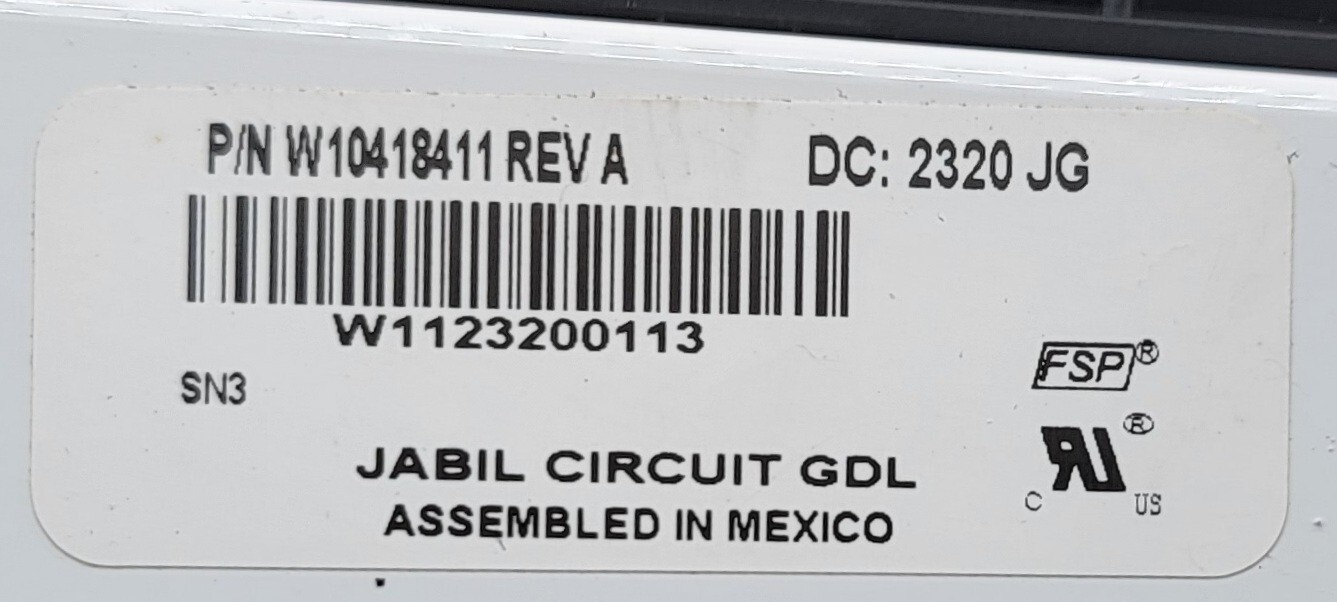 P/N W10418411 REV A DC: 2320 JG
W1123200113
SN3
FSP®
®
C US
JABIL CIRCUIT GDL
ASSEMBLED IN MEXICO